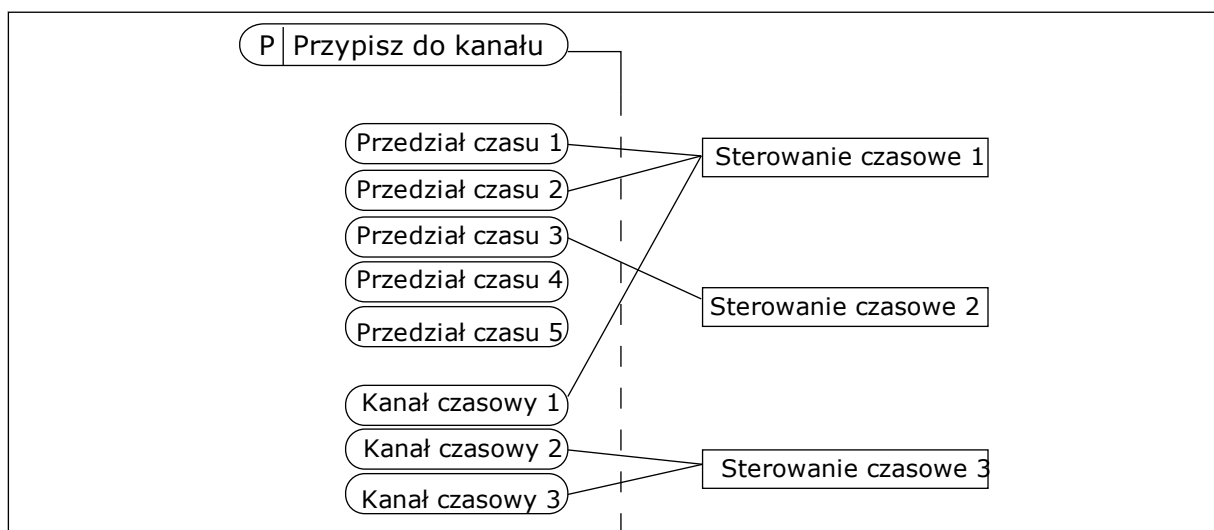 P Przypisz do kanału
Przedział czasu 1
Sterowanie czasowe 1
Przedział czasu 2
Przedział czasu 3
Przedział czasu 4
Sterowanie czasowe 2
Przedział czasu 5
Kanał czasowy 1
Kanał czasowy 2
Sterowanie czasowe 3
Kanał czasowy 3